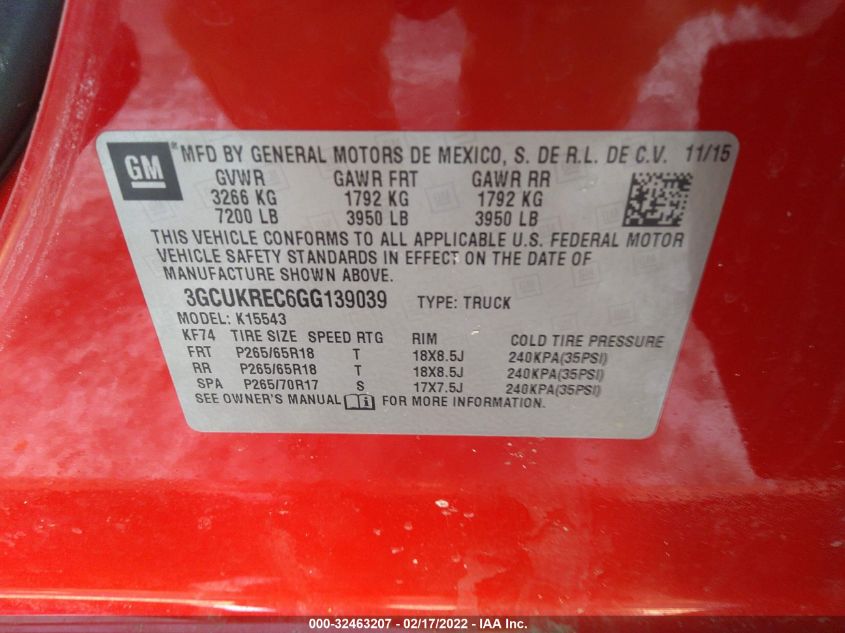 GM MFD BY GENERAL MOTORS DE MEXICO, S. DE R.L. DE C.V. 11/15
GVWR GAWR FRT GAWR RR
3266 KG 1792 KG 1792 KG
7200 LB 3950 LB 3950 LB
THIS VEHICLE CONFORMS TO ALL APPLICABLE U.S. FEDERAL MOTOR
VEHICLE SAFETY STANDARDS IN EFFECT ON THE DATE OF
MANUFACTURE SHOWN ABOVE.
3GCUKREC6GG139039 TYPE: TRUCK
MODEL: K15543
KF74 TIRE SIZE SPEED RTG RIM COLD TIRE PRESSURE
FRT P265/65R18 T 18X8.5J 240KPA(35PSI)
RR P265/65R18 T 18X8.5J 240KPA(35PSI)
SPA P265/70R17 S 17X7.5J 240KPA(35PSI)
SEE OWNER'S MANUAL FOR MORE INFORMATION.
000-32463207 - 02/17/2022 - IAA Inc.